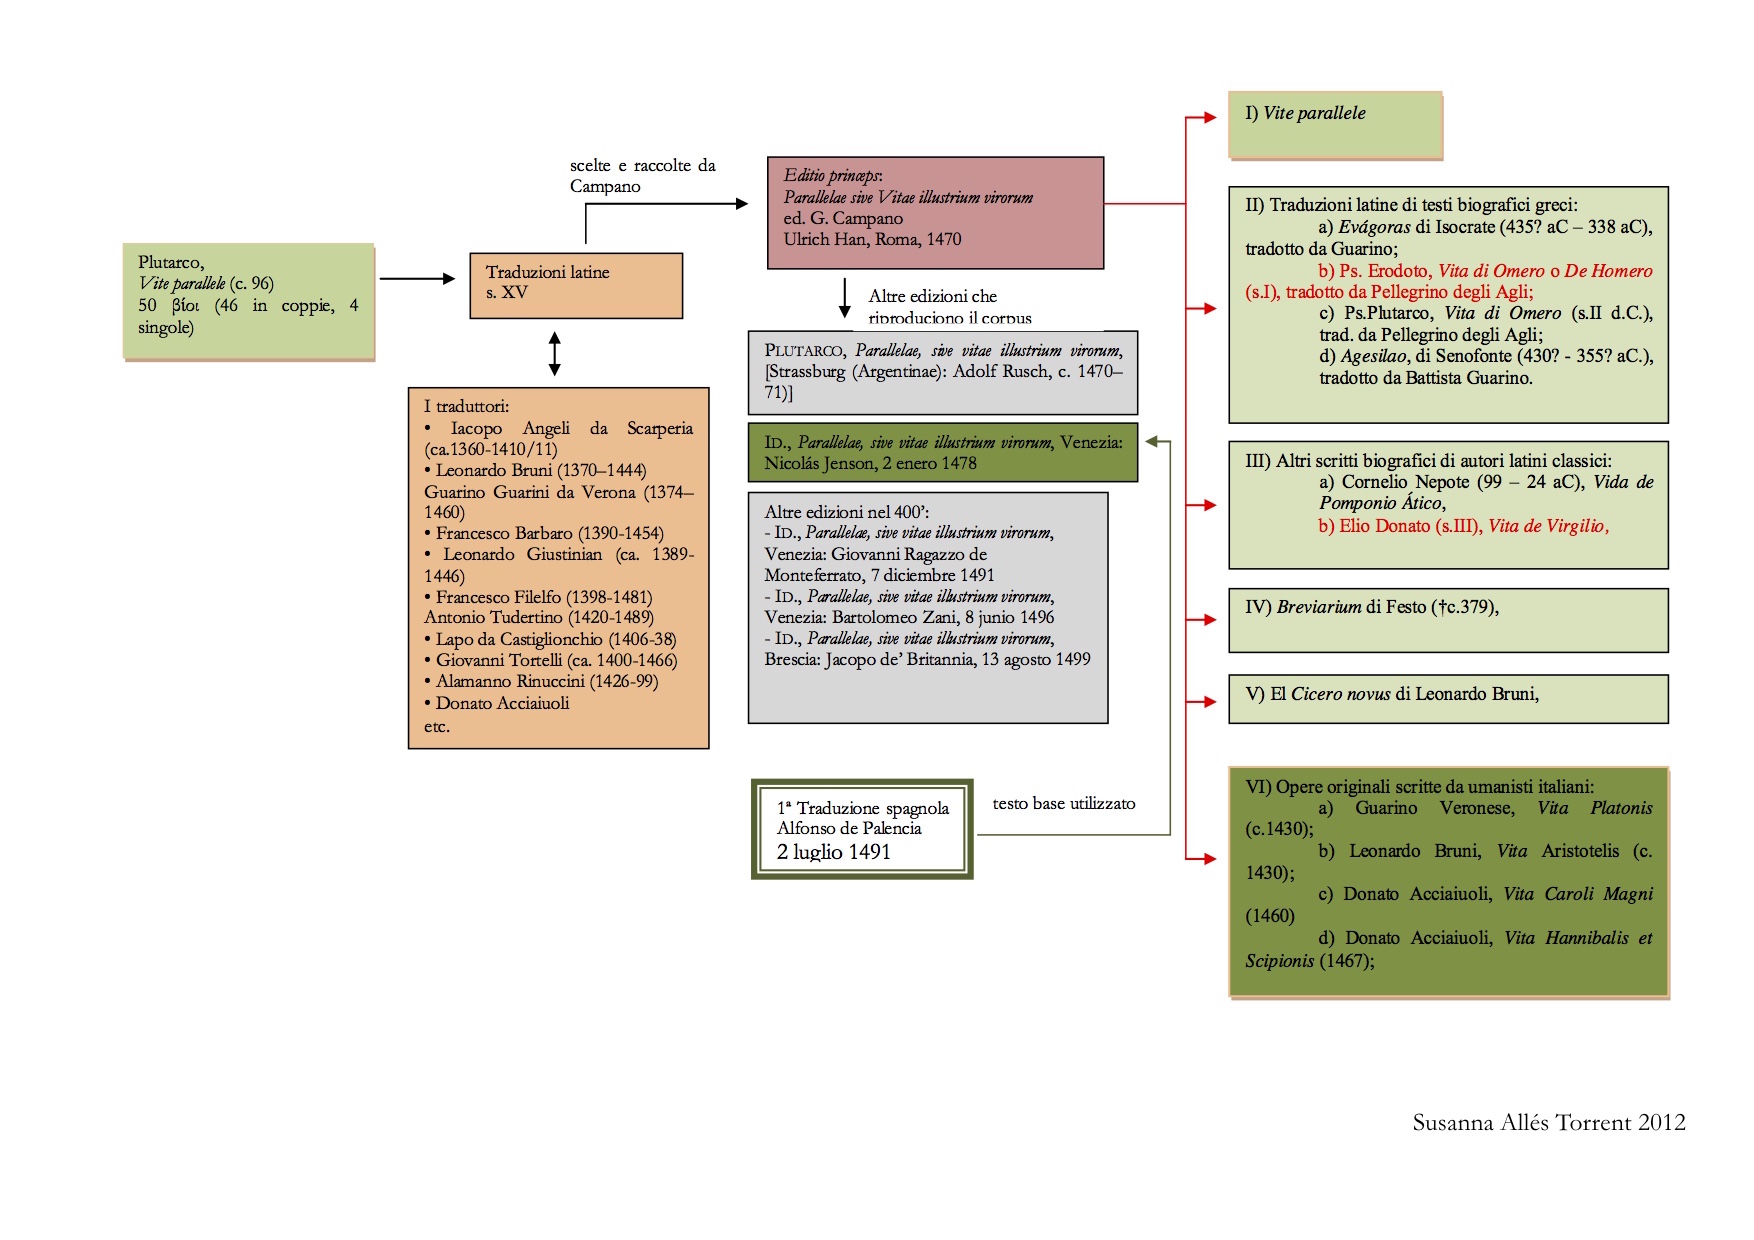 Plutarco,
Vite parallele (c. 96)
50 βίοι (46 in coppie, 4
singole)
Traduzioni latine
s. XV
I traduttori:
• Iacopo Angeli da Scarperia
(ca.1360-1410/11)
• Leonardo Bruni (1370–1444)
Guarino Guarini da Verona (1374–
1460)
• Francesco Barbaro (1390-1454)
• Leonardo Giustinian (ca. 1389-
1446)
• Francesco Filelfo (1398-1481)
Antonio Tudertino (1420-1489)
• Lapo da Castiglionchio (1406-38)
• Giovanni Tortelli (ca. 1400-1466)
• Alamanno Rinuccini (1426-99)
• Donato Acciaiuoli
etc.
scelte e raccolte da
Campano
Editio princeps:
Parallelae sive Vitae illustrium virorum
ed. G. Campano
Ulrich Han, Roma, 1470
Altre edizioni che
riproduciono il corpus
PLUTARCO, Parallelae, sive vitae illustrium virorum,
[Strassburg (Argentinae): Adolf Rusch, c. 1470–
71)]
ID., Parallelae, sive vitae illustrium virorum, Venezia:
Nicolás Jenson, 2 enero 1478
Altre edizioni nel 400’:
- ID., Parallelae, sive vitae illustrium virorum,
Venezia: Giovanni Ragazzo de
Monteferrato, 7 diciembre 1491
- ID., Parallelae, sive vitae illustrium virorum,
Venezia: Bartolomeo Zani, 8 junio 1496
- ID., Parallelae, sive vitae illustrium virorum,
Brescia: Jacopo de’ Britannia, 13 agosto 1499
1ª Traduzione spagnola
Alfonso de Palencia
2 luglio 1491
testo base utilizzato
I) Vite parallele
II) Traduzioni latine di testi biografici greci:
a) Evágoras di Isocrate (435? aC – 338 aC),
tradotto da Guarino;
b) Ps. Erodoto, Vita di Omero o De Homero
(s.I), tradotto da Pellegrino degli Agli;
c) Ps.Plutarco, Vita di Omero (s.II d.C.),
trad. da Pellegrino degli Agli;
d) Agesilao, di Senofonte (430? - 355? aC.),
tradotto da Battista Guarino.
III) Altri scritti biografici di autori latini classici:
a) Cornelio Nepote (99 – 24 aC), Vida de
Pomponio Ático,
b) Elio Donato (s.III), Vita de Virgilio,
IV) Breviarium di Festo (†c.379),
V) El Cicero novus di Leonardo Bruni,
VI) Opere originali scritte da umanisti italiani:
a) Guarino Veronese, Vita Platonis
(c.1430);
b) Leonardo Bruni, Vita Aristotelis (c.
1430);
c) Donato Acciaiuoli, Vita Caroli Magni
(1460)
d) Donato Acciaiuoli, Vita Hannibalis et
Scipionis (1467);
Susanna Allés Torrent 2012